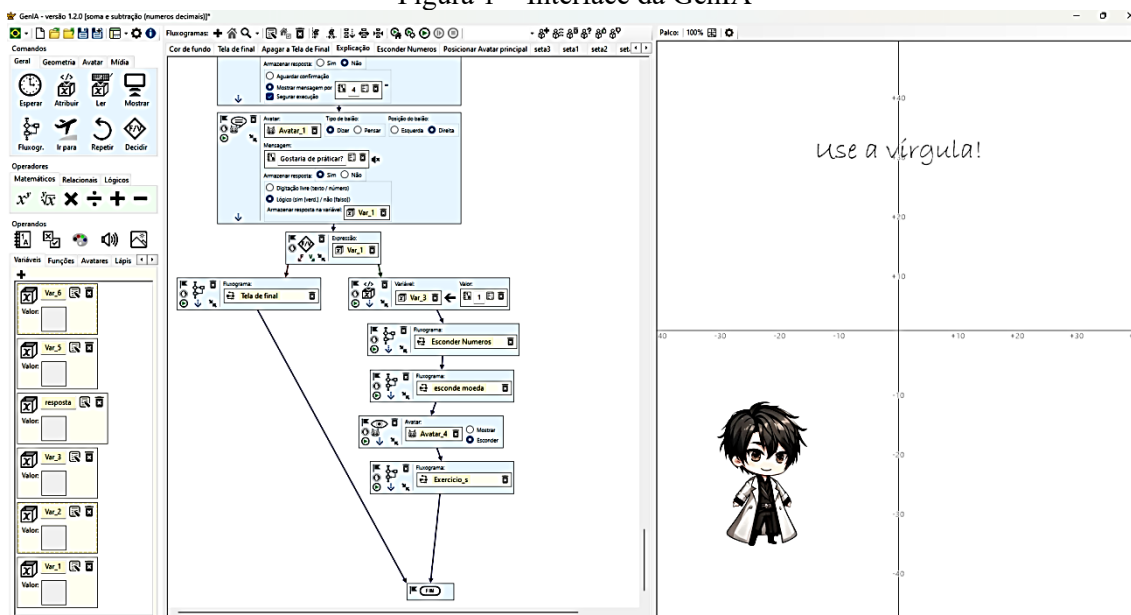 Figura 1 – Interface da GenIA
GenIA - versão 1.2.0 [soma e subtração (numeros decimais)]*
Fluxogramas:
Palco: 100%
Comandos
Geral Geometria Avatar Mídia
Esperar Atribuir Ler Mostrar
Fluxogr. Ir para Repetir Decidir
Operadores
Matemáticos Relacionais Lógicos
Operandos
Variáveis Funções Avatares Lápis
Var_6
Valor:
Var_5
Valor:
resposta
Valor:
Var_3
Valor:
Var_2
Valor:
Var_1
Valor:
Cor de fundo Tela de final Apagar a Tela de Final Explicação Esconder Numeros Posicionar Avatar principal seta3 seta1 seta2
Armazenar resposta: Sim Não
Aguardar confirmação
Mostrar mensagem por 4
Segurar execução
Avatar: Tipo de balão: Posição do balão:
Avatar_1 Dizer Pensar Esquerda Direita
Mensagem:
Gostaria de práticar?
Armazenar resposta: Sim Não
Digitação livre (texto / número)
Lógico (sim [verd.] / não [falso])
Armazenar resposta na variável: Var_1
F/V
Expressão:
Var_1
F V
Fluxograma:
Tela de final
Variável: Valor:
Var_3 1
Fluxograma:
Esconder Numeros
Fluxograma:
esconde moeda
Avatar:
Avatar_4 Mostrar Esconder
Fluxograma:
Exercicio_s
FIM
use a vírgula!
+40
+20
+10
-30 -20 -10 +10 +20 +30
-10
-20
-30
-40